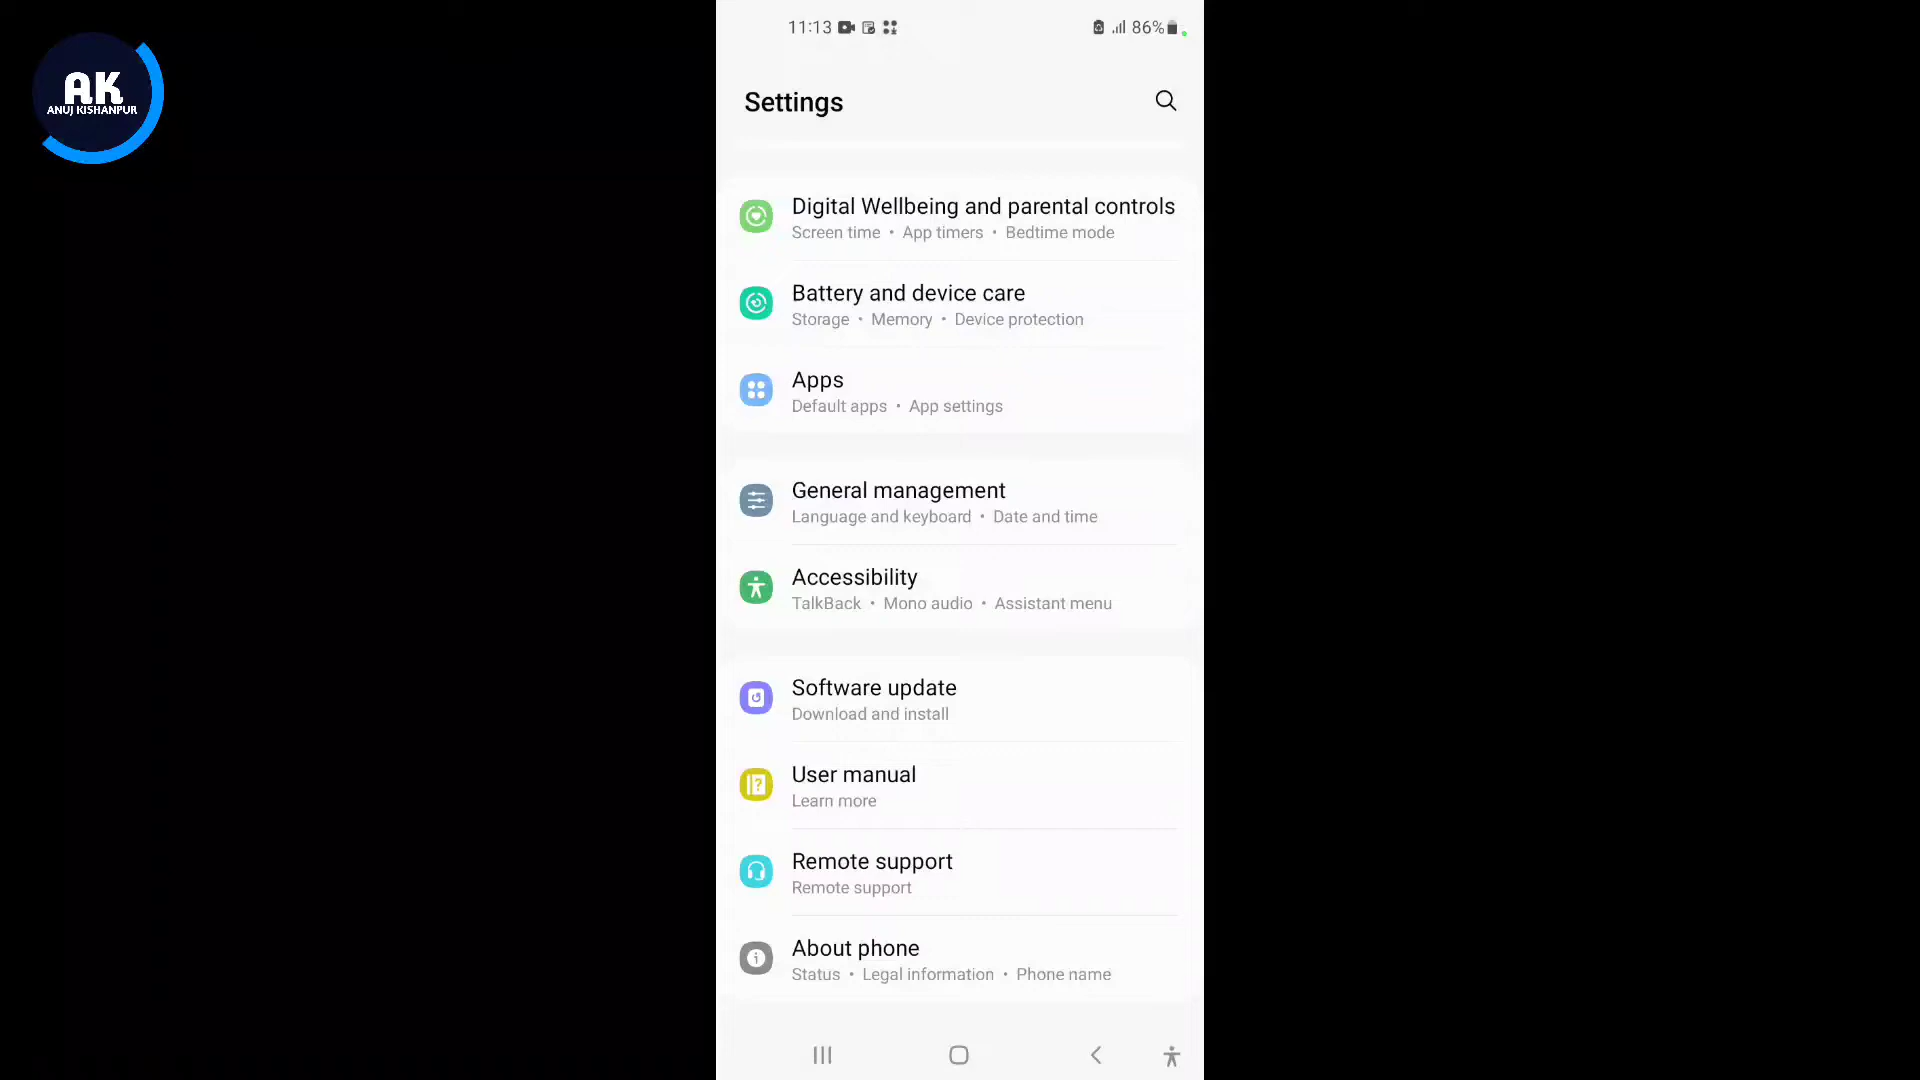 AK
ANUJ KISHANPUR
11:13
86%
Settings
Digital Wellbeing and parental controls
Screen time • App timers • Bedtime mode
Battery and device care
Storage • Memory • Device protection
Apps
Default apps • App settings
General management
Language and keyboard • Date and time
Accessibility
TalkBack • Mono audio • Assistant menu
Software update
Download and install
User manual
Learn more
Remote support
Remote support
About phone
Status • Legal information • Phone name